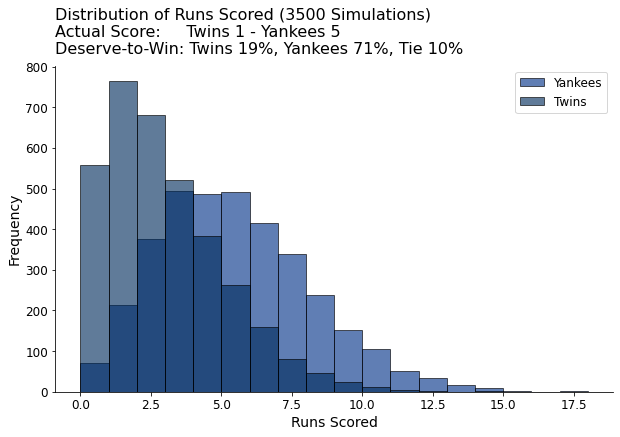 Distribution of Runs Scored (3500 Simulations)
Actual Score:     Twins 1 - Yankees 5
Deserve-to-Win: Twins 19%, Yankees 71%, Tie 10%
Yankees
Twins
800
700
600
500
400
300
200
100
0
Frequency
0.0 2.5 5.0 7.5 10.0 12.5 15.0 17.5
Runs Scored